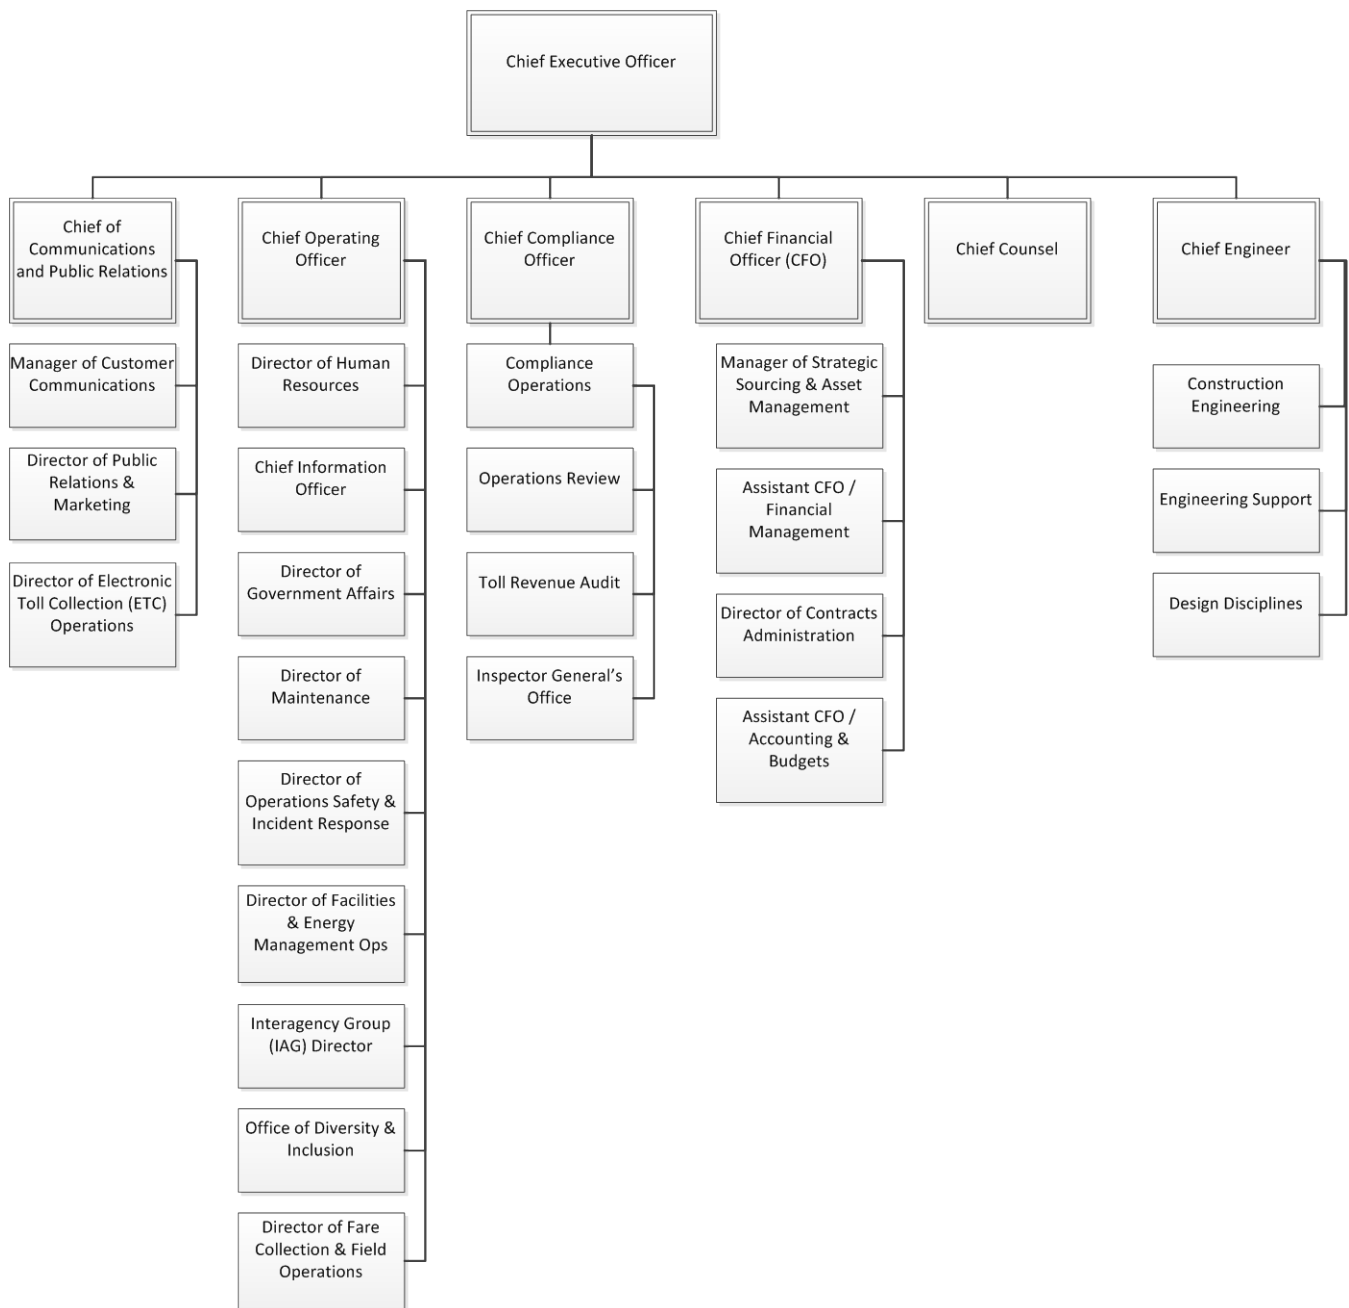 Chief Executive Officer
Chief of
Communications
and Public Relations
Chief Operating
Officer
Chief Compliance
Officer
Chief Financial
Officer (CFO)
Chief Counsel
Chief Engineer
Manager of Customer
Communications
Director of Public
Relations &
Marketing
Director of Electronic
Toll Collection (ETC)
Operations
Director of Human
Resources
Chief Information
Officer
Director of
Government Affairs
Director of
Maintenance
Director of
Operations Safety &
Incident Response
Director of Facilities
& Energy
Management Ops
Interagency Group
(IAG) Director
Office of Diversity &
Inclusion
Director of Fare
Collection & Field
Operations
Compliance
Operations
Operations Review
Toll Revenue Audit
Inspector General’s
Office
Manager of Strategic
Sourcing & Asset
Management
Assistant CFO /
Financial
Management
Director of Contracts
Administration
Assistant CFO /
Accounting &
Budgets
Construction
Engineering
Engineering Support
Design Disciplines